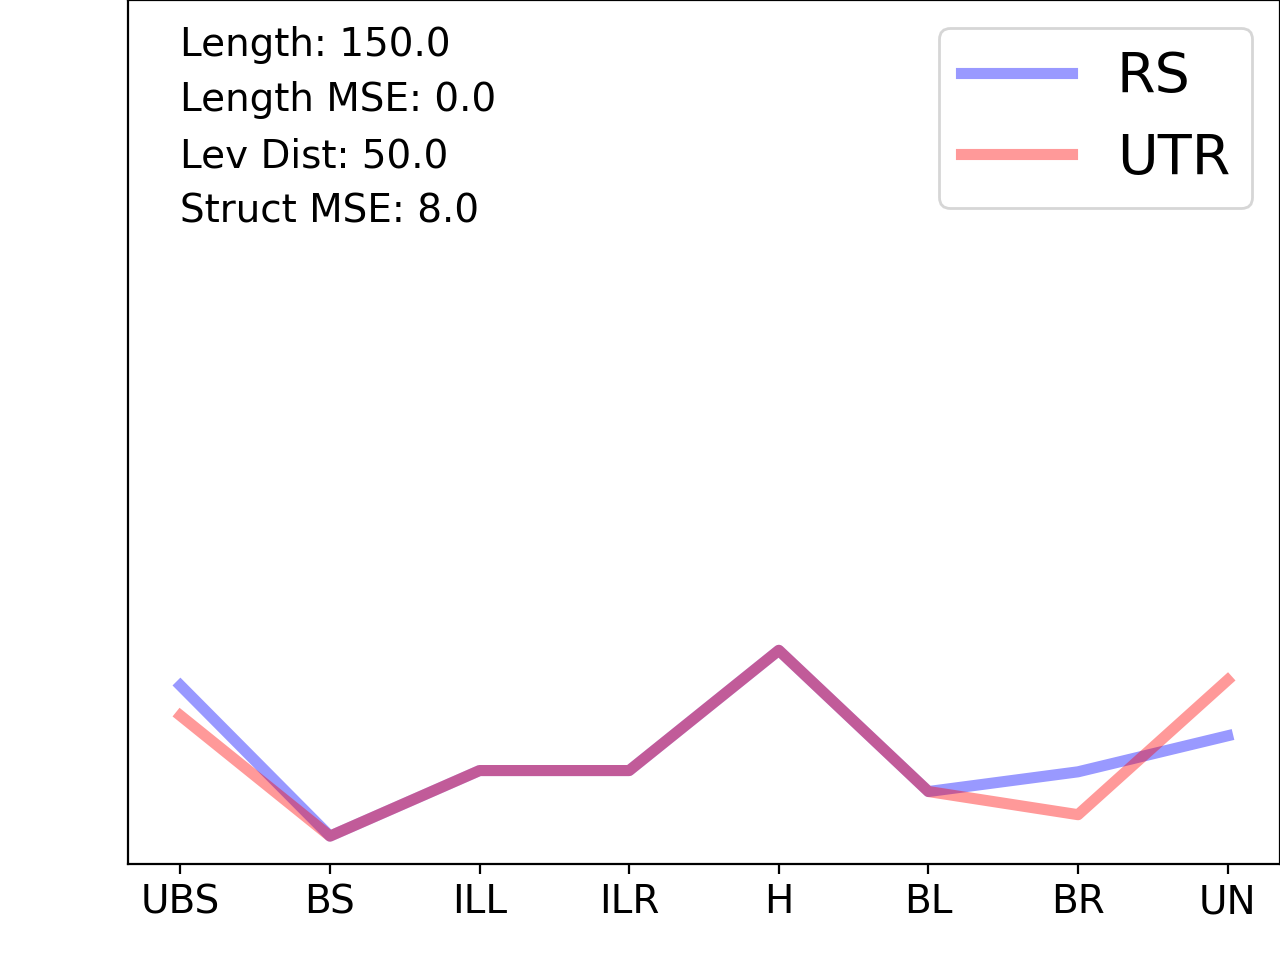 Length: 150.0
Length MSE: 0.0
Lev Dist: 50.0
Struct MSE: 8.0
RS
UTR
UBS BS ILL ILR H BL BR UN